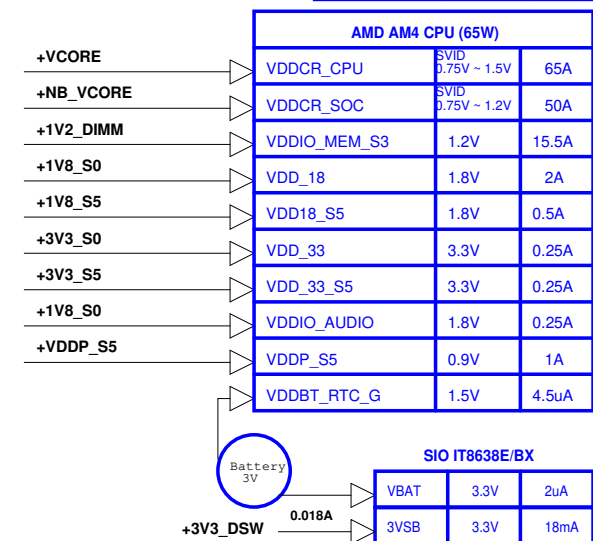 AMD AM4 CPU (65W)
+VCORE VDDCR_CPU SVID 0.75V ~ 1.5V 65A
+NB_VCORE VDDCR_SOC SVID 0.75V ~ 1.2V 50A
+1V2_DIMM VDDIO_MEM_S3 1.2V 15.5A
+1V8_S0 VDD_18 1.8V 2A
+1V8_S5 VDD18_S5 1.8V 0.5A
+3V3_S0 VDD_33 3.3V 0.25A
+3V3_S5 VDD_33_S5 3.3V 0.25A
+1V8_S0 VDDIO_AUDIO 1.8V 0.25A
+VDDP_S5 VDDP_S5 0.9V 1A
VDDBT_RTC_G 1.5V 4.5uA
Battery
3V
SIO IT8638E/BX
VBAT 3.3V 2uA
+3V3_DSW 0.018A 3VSB 3.3V 18mA